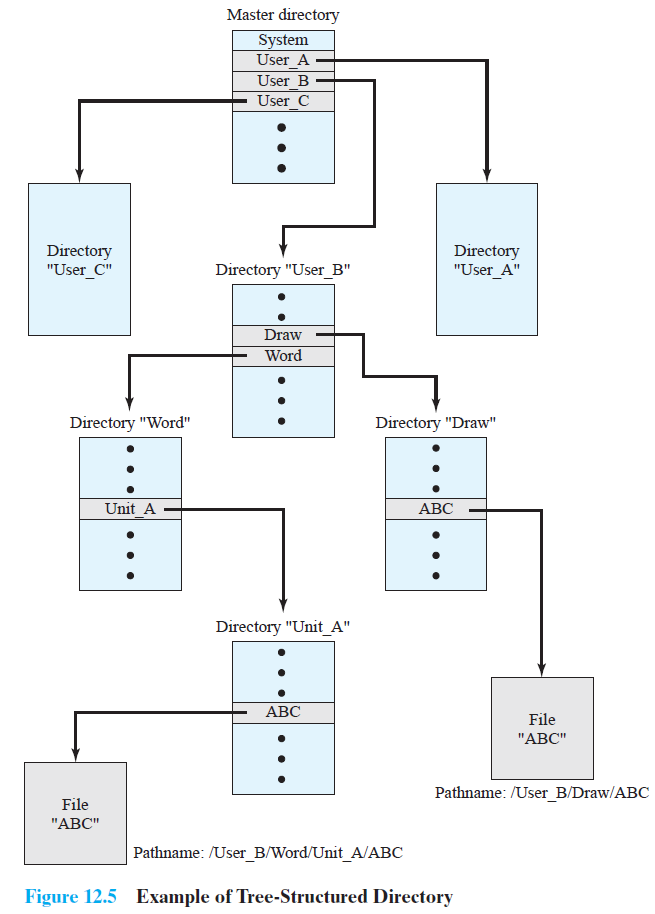 Master directory
System
User_A
User_B
User_C
Directory
"User_C"
Directory
"User_A"
Directory "User_B"
Draw
Word
Directory "Word"
Directory "Draw"
Unit_A
ABC
Directory "Unit_A"
ABC
File
"ABC"
Pathname: /User_B/Draw/ABC
File
"ABC"
Pathname: /User_B/Word/Unit_A/ABC
Figure 12.5 Example of Tree-Structured Directory